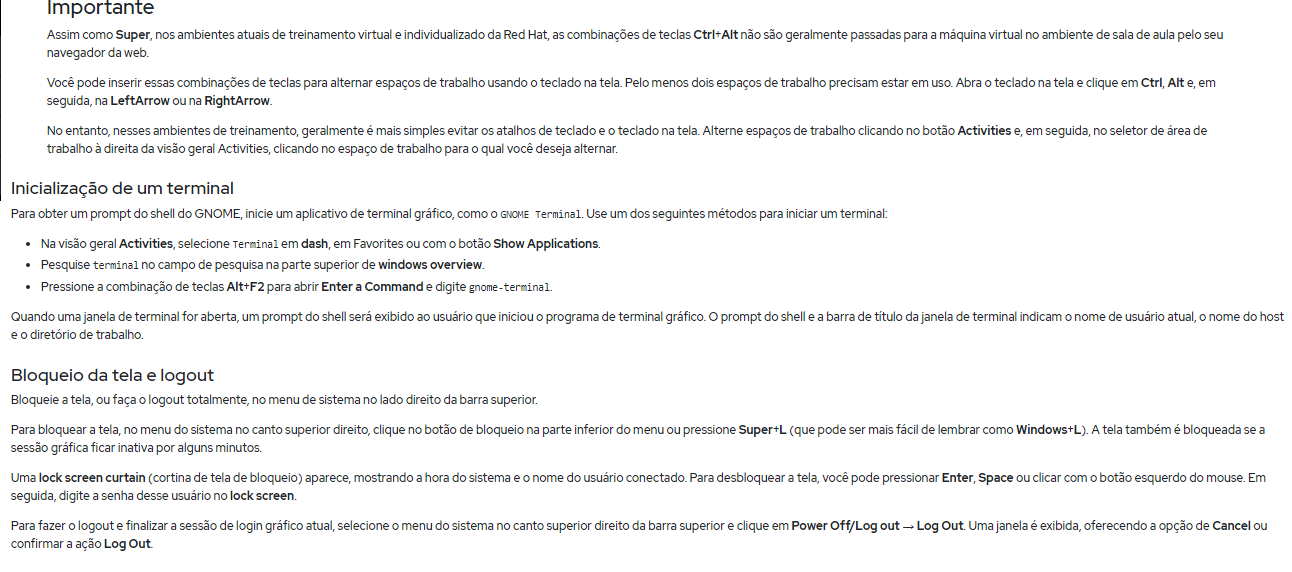 Importante
Assim como Super, nos ambientes atuais de treinamento virtual e individualizado da Red Hat, as combinações de teclas Ctrl+Alt não são geralmente passadas para a máquina virtual no ambiente de sala de aula pelo seu
navegador da web.
Você pode inserir essas combinações de teclas para alternar espaços de trabalho usando o teclado na tela. Pelo menos dois espaços de trabalho precisam estar em uso. Abra o teclado na tela e clique em Ctrl, Alt e, em
seguida, na LeftArrow ou na RightArrow.
No entanto, nesses ambientes de treinamento, geralmente é mais simples evitar os atalhos de teclado e o teclado na tela. Alterne espaços de trabalho clicando no botão Activities e, em seguida, no seletor de área de
trabalho à direita da visão geral Activities, clicando no espaço de trabalho para o qual você deseja alternar.
Inicialização de um terminal
Para obter um prompt do shell do GNOME, inicie um aplicativo de terminal gráfico, como o GNOME Terminal. Use um dos seguintes métodos para iniciar um terminal:
• Na visão geral Activities, selecione Terminal em dash, em Favorites ou com o botão Show Applications.
• Pesquise terminal no campo de pesquisa na parte superior de windows overview.
• Pressione a combinação de teclas Alt+F2 para abrir Enter a Command e digite gnome-terminal.
Quando uma janela de terminal for aberta, um prompt do shell será exibido ao usuário que iniciou o programa de terminal gráfico. O prompt do shell e a barra de título da janela de terminal indicam o nome de usuário atual, o nome do host
e o diretório de trabalho.
Bloqueio da tela e logout
Bloqueie a tela, ou faça o logout totalmente, no menu de sistema no lado direito da barra superior.
Para bloquear a tela, no menu do sistema no canto superior direito, clique no botão de bloqueio na parte inferior do menu ou pressione Super+L (que pode ser mais fácil de lembrar como Windows+L). A tela também é bloqueada se a
sessão gráfica ficar inativa por alguns minutos.
Uma lock screen curtain (cortina de tela de bloqueio) aparece, mostrando a hora do sistema e o nome do usuário conectado. Para desbloquear a tela, você pode pressionar Enter, Space ou clicar com o botão esquerdo do mouse. Em
seguida, digite a senha desse usuário no lock screen.
Para fazer o logout e finalizar a sessão de login gráfico atual, selecione o menu do sistema no canto superior direito da barra superior e clique em Power Off/Log out → Log Out. Uma janela é exibida, oferecendo a opção de Cancel ou
confirmar a ação Log Out.